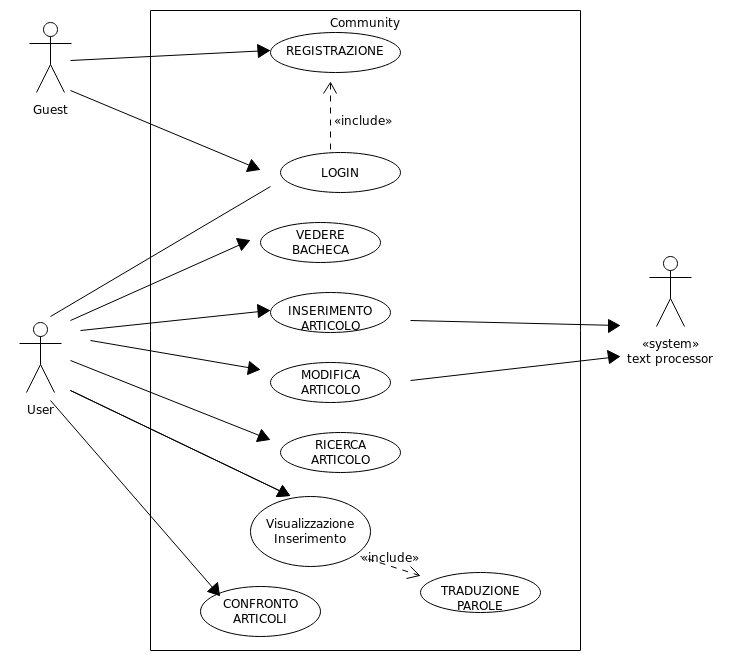 Community
REGISTRAZIONE
Guest
«include»
LOGIN
VEDERE
BACHECA
INSERIMENTO
ARTICOLO
«system»
text processor
MODIFICA
ARTICOLO
User
RICERCA
ARTICOLO
Visualizzazione
Inserimento
«include»
TRADUZIONE
PAROLE
CONFRONTO
ARTICOLI